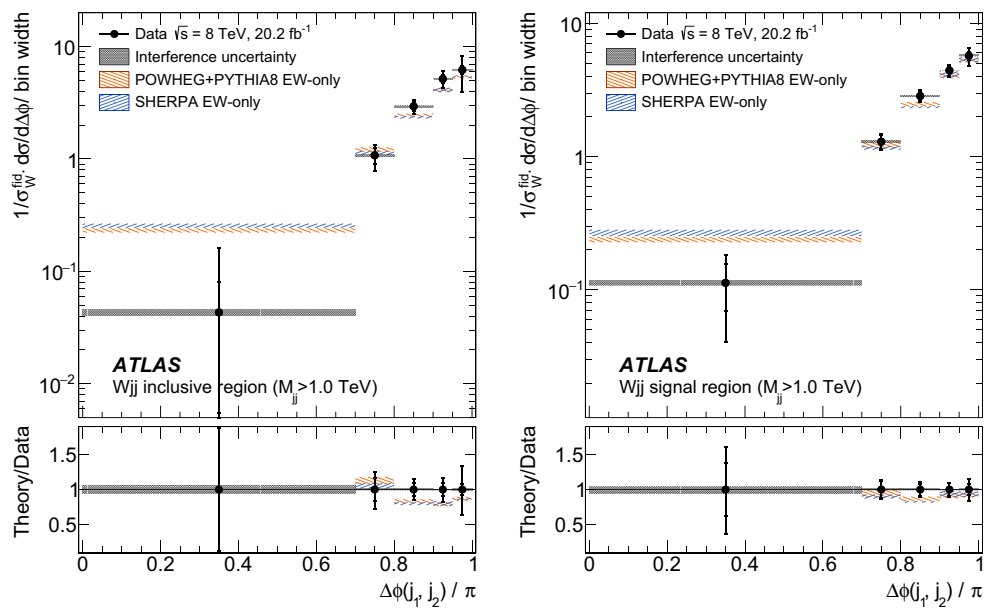 1/σ_W^fid. dσ/dΔϕ/ bin width
10
1
10⁻¹
10⁻²
Data √s = 8 TeV, 20.2 fb⁻¹
Interference uncertainty
POWHEG+PYTHIA8 EW-only
SHERPA EW-only
ATLAS
Wjj inclusive region (M_jj>1.0 TeV)
Theory/Data
1.5
1
0.5
0 0.2 0.4 0.6 0.8 1
Δϕ(j₁, j₂) / π
1/σ_W^fid. dσ/dΔϕ/ bin width
10
1
10⁻¹
Data √s = 8 TeV, 20.2 fb⁻¹
Interference uncertainty
POWHEG+PYTHIA8 EW-only
SHERPA EW-only
ATLAS
Wjj signal region (M_jj>1.0 TeV)
Theory/Data
1.5
1
0.5
0 0.2 0.4 0.6 0.8 1
Δϕ(j₁, j₂) / π